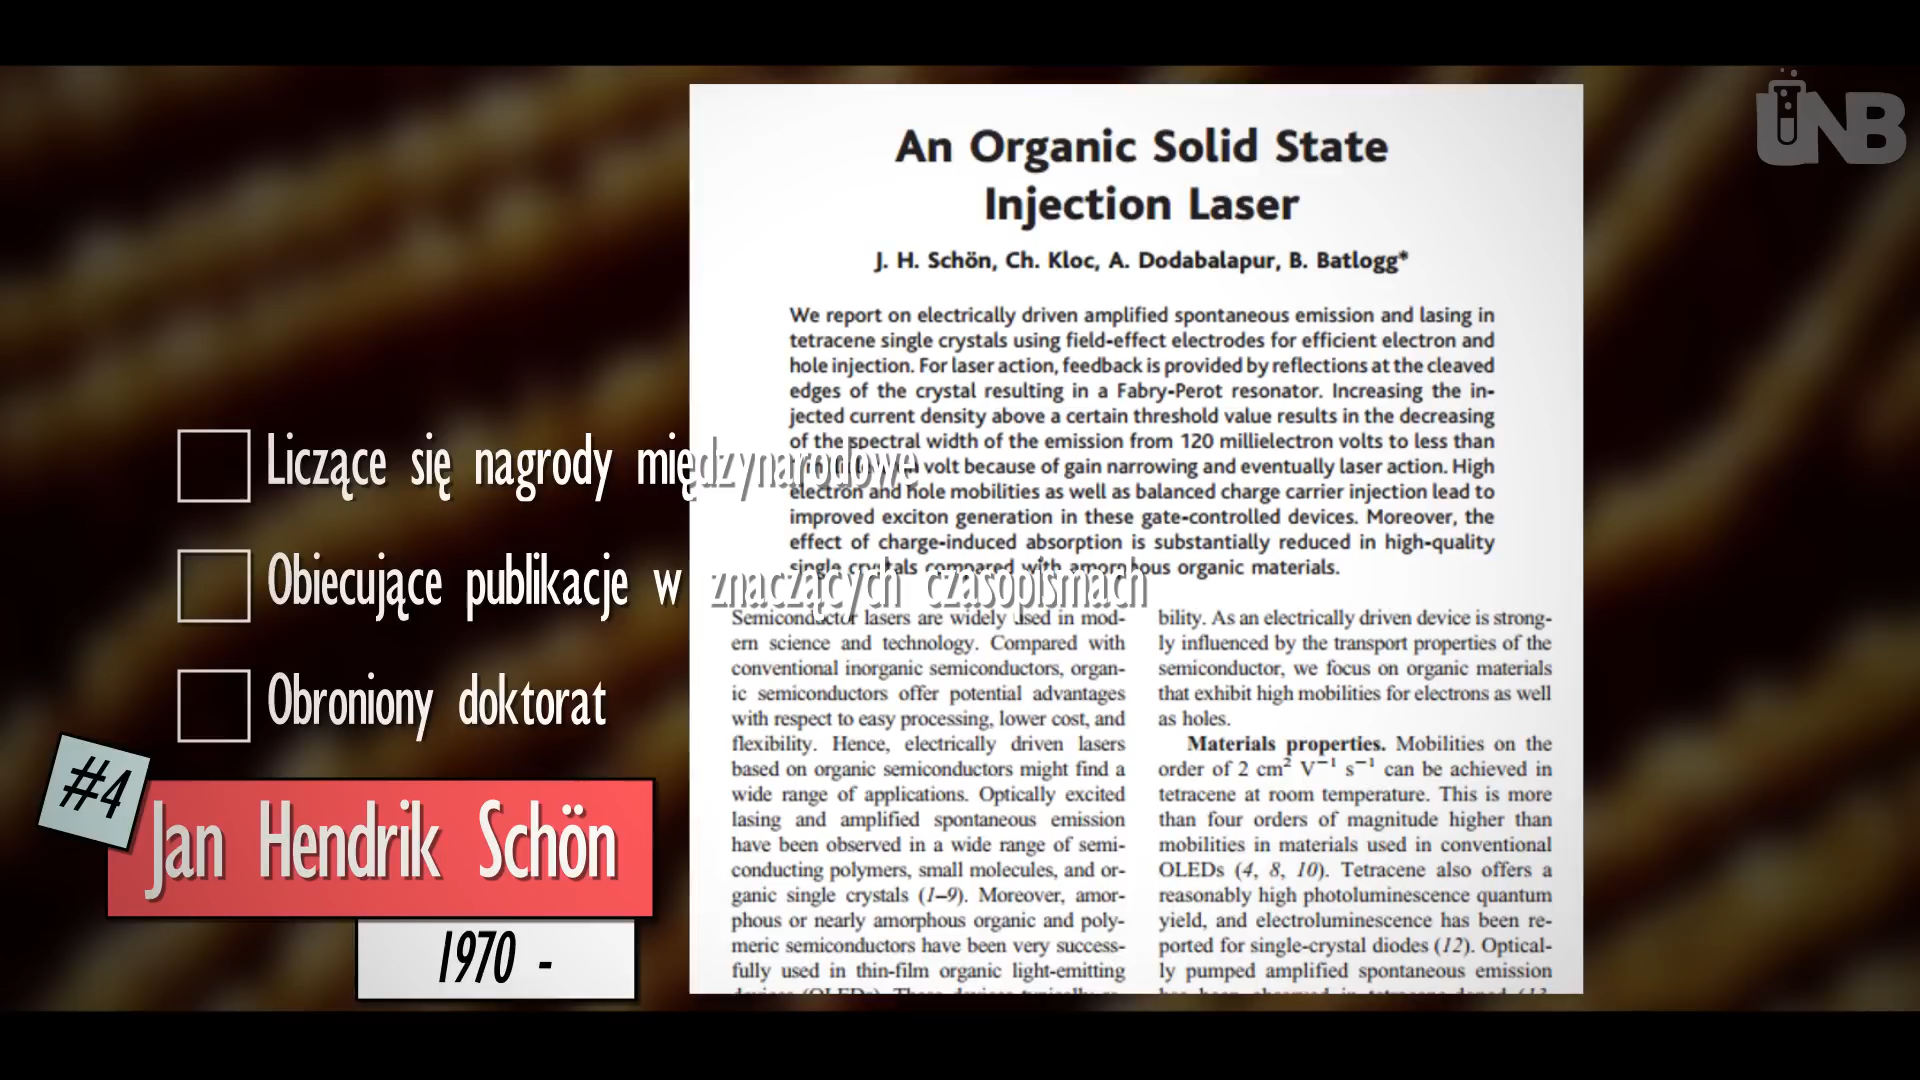 UNB
An Organic Solid State
Injection Laser
J. H. Schön, Ch. Kloc, A. Dodabalapur, B. Batlogg*
We report on electrically driven amplified spontaneous emission and lasing in
tetracene single crystals using field-effect electrodes for efficient electron and
hole injection. For laser action, feedback is provided by reflections at the cleaved
edges of the crystal resulting in a Fabry-Perot resonator. Increasing the in-
jected current density above a certain threshold value results in the decreasing
of the spectral width of the emission from 120 millielectron volts to less than
volt because of gain narrowing and eventually laser action. High
electron and hole mobilities as well as balanced charge carrier injection lead to
improved exciton generation in these gate-controlled devices. Moreover, the
effect of charge-induced absorption is substantially reduced in high-quality
single crystals compared with amorphous organic materials.
Semiconductor lasers are widely used in mod-
ern science and technology. Compared with
conventional inorganic semiconductors, organ-
ic semiconductors offer potential advantages
with respect to easy processing, lower cost, and
flexibility. Hence, electrically driven lasers
based on organic semiconductors might find a
wide range of applications. Optically excited
lasing and amplified spontaneous emission
have been observed in a wide range of semi-
conducting polymers, small molecules, and or-
ganic single crystals (1–9). Moreover, amor-
phous or nearly amorphous organic and poly-
meric semiconductors have been very success-
fully used in thin-film organic light-emitting
bility. As an electrically driven device is strong-
ly influenced by the transport properties of the
semiconductor, we focus on organic materials
that exhibit high mobilities for electrons as well
as holes.
Materials properties. Mobilities on the
order of 2 cm² V⁻¹ s⁻¹ can be achieved in
tetracene at room temperature. This is more
than four orders of magnitude higher than
mobilities in materials used in conventional
OLEDs (4, 8, 10). Tetracene also offers a
reasonably high photoluminescence quantum
yield, and electroluminescence has been re-
ported for single-crystal diodes (12). Optical-
ly pumped amplified spontaneous emission
Liczące się nagrody międzynarodowe
Obiecujące publikacje w znaczących czasopismach
Obroniony doktorat
#4
Jan Hendrik Schön
1970 -